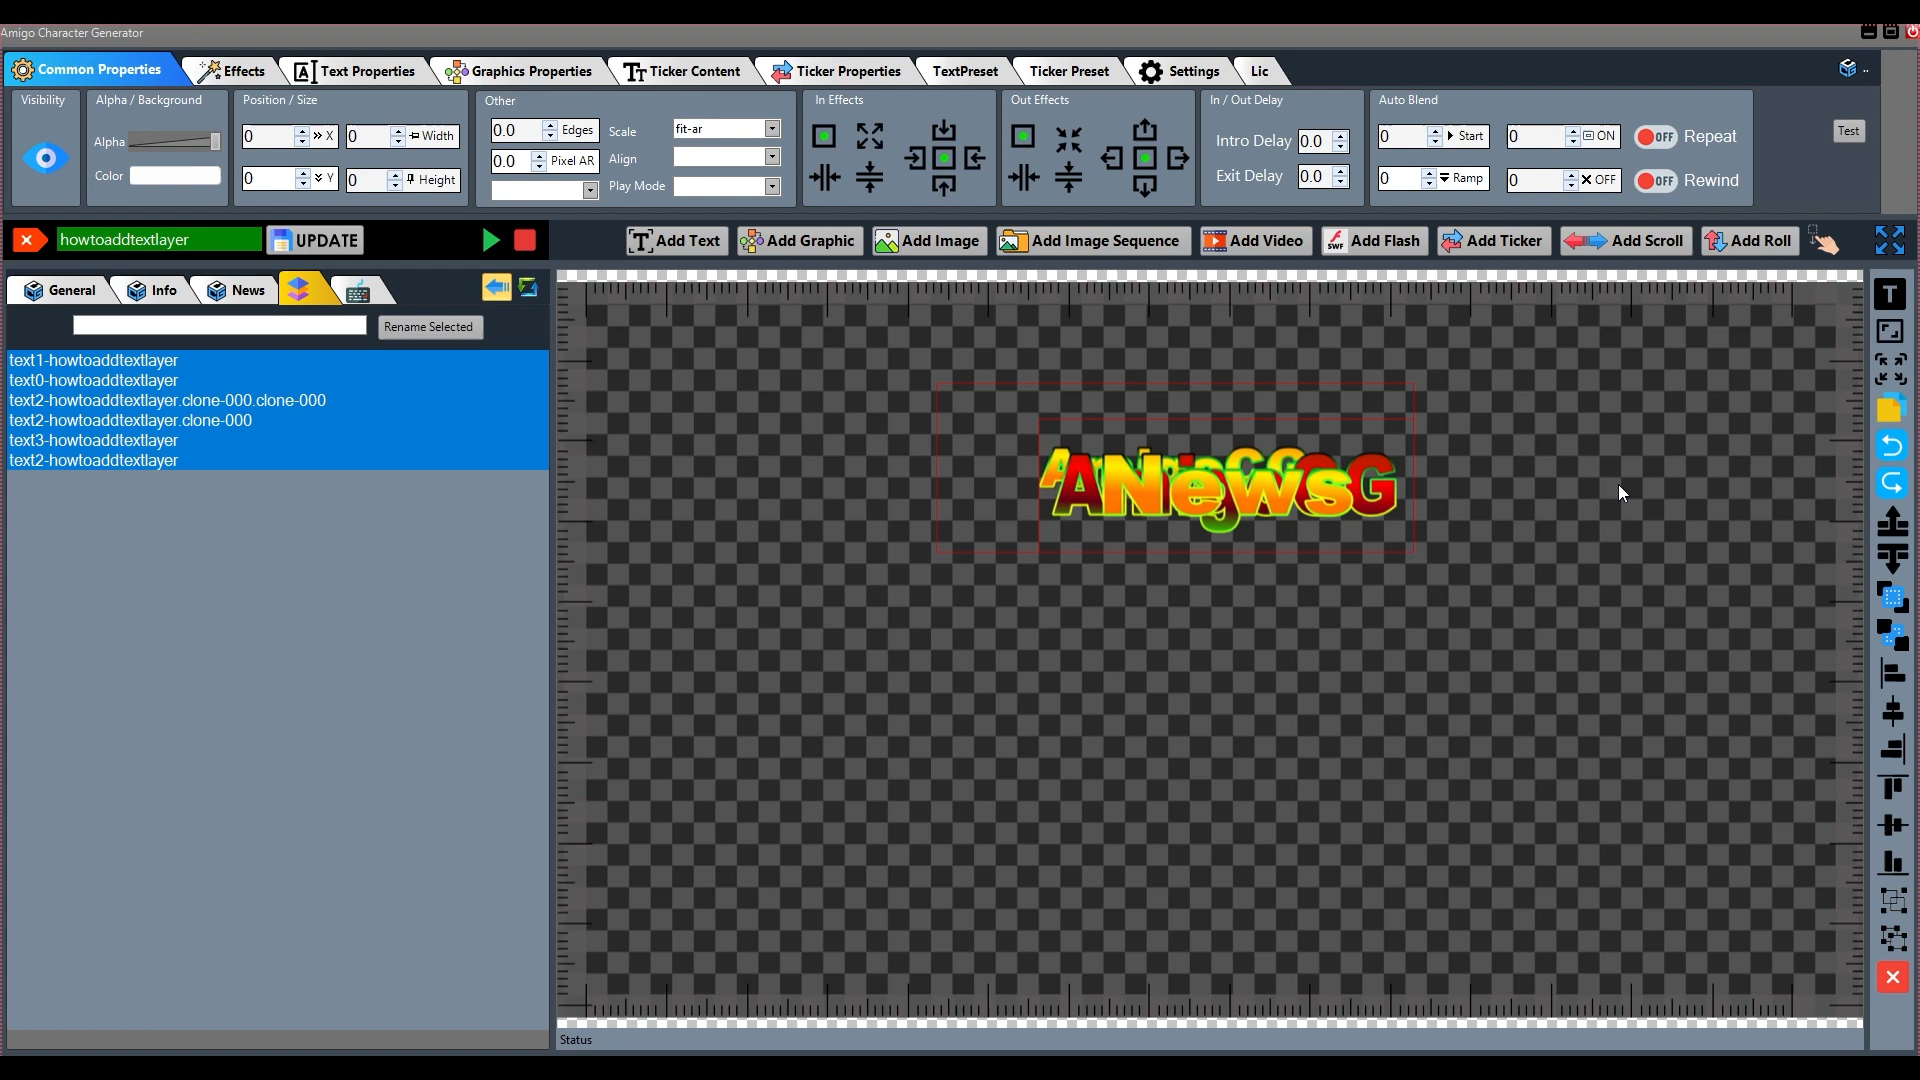 Amigo Character Generator
Common Properties Effects Text Properties Graphics Properties Ticker Content Ticker Properties TextPreset Ticker Preset Settings Lic ..
Visibility Alpha / Background Position / Size Other In Effects Out Effects In / Out Delay Auto Blend
0.0 Edges Scale fit-ar
Alpha 0 X 0 Width Intro Delay 0.0 0 Start 0 ON OFF Repeat Test
0.0 Pixel AR Align
Color 0 Y 0 Height Exit Delay 0.0 0 Ramp 0 OFF OFF Rewind
Play Mode
howtoaddtextlayer UPDATE Add Text Add Graphic Add Image Add Image Sequence Add Video SWF Add Flash Add Ticker Add Scroll Add Roll
General Info News
Rename Selected
text1-howtoaddtextlayer
text0-howtoaddtextlayer
text2-howtoaddtextlayer.clone-000.clone-000
text2-howtoaddtextlayer.clone-000
text3-howtoaddtextlayer
text2-howtoaddtextlayer
News
Status